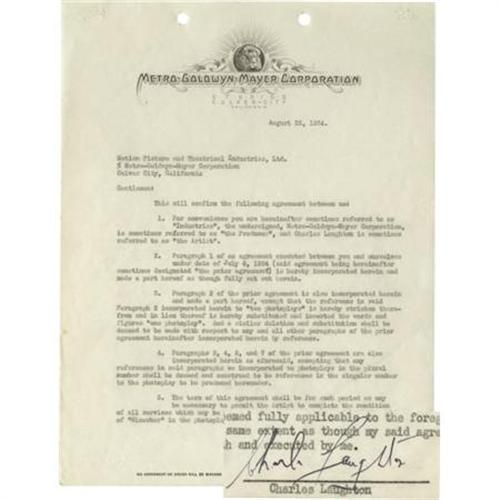 METRO-GOLDWYN-MAYER CORPORATION
STUDIOS
CULVER CITY
CALIFORNIA
August 25, 1934.
Motion Picture and Theatrical Industries, Ltd.
% Metro-Goldwyn-Mayer Corporation
Culver City, California
Gentlemen:
This will confirm the following agreement between us:
1. For convenience you are hereinafter sometimes referred to as
"Industries", the undersigned, Metro-Goldwyn-Mayer Corporation,
is sometimes referred to as "the Producer", and Charles Laughton is sometimes
referred to as "the Artist".
2. Paragraph 1 of an agreement executed between you and ourselves
under date of July 6, 1934 (said agreement being hereinafter
sometimes designated "the prior agreement") is hereby incorporated herein and
made a part hereof as though fully set out herein.
3. Paragraph 2 of the prior agreement is also incorporated herein
and made a part hereof, except that the reference in said
Paragraph 2 incorporated herein to "two photoplays" is hereby stricken there-
from and in lieu thereof is hereby substituted and inserted the words and
figures "one photoplay". And a similar deletion and substitution shall be
deemed to be made with respect to any and all other paragraphs of the prior
agreement hereinafter incorporated herein by reference.
4. Paragraphs 3, 4, 5, and 7 of the prior agreement are also
incorporated herein as aforesaid, excepting that any
references in said paragraphs so incorporated to photoplays in the plural
number shall be deemed and construed to be references in the singular number
to the photoplay to be produced hereunder.
5. The term of this agreement shall be for such period as may
be necessary to permit the Artist to complete the rendition
of all services which may be
of "Micawber" in the photopla
NO AGREEMENT OR ORDER WILL BE BINDING
emed fully applicable to the foreg
same extent as though my said agre
h and executed by me.
Charles Laughton
Charles Laughton